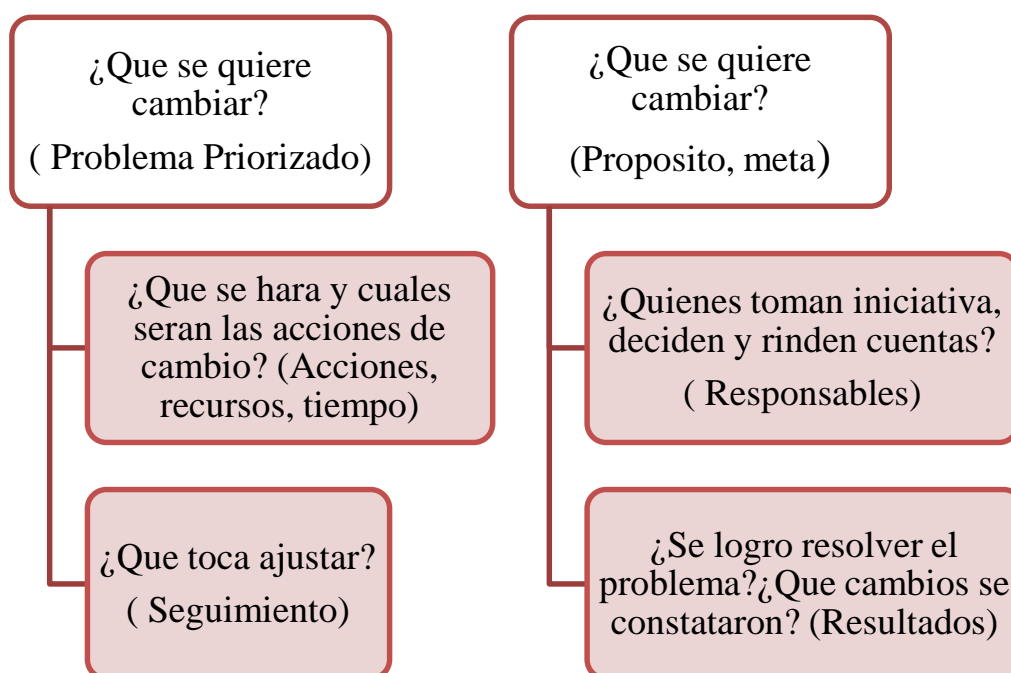 ¿Que se quiere
cambiar?
( Problema Priorizado)
¿Que se hara y cuales
seran las acciones de
cambio? (Acciones,
recursos, tiempo)
¿Que toca ajustar?
( Seguimiento)
¿Que se quiere
cambiar?
(Proposito, meta)
¿Quienes toman iniciativa,
deciden y rinden cuentas?
( Responsables)
¿Se logro resolver el
problema?¿Que cambios se
constataron? (Resultados)